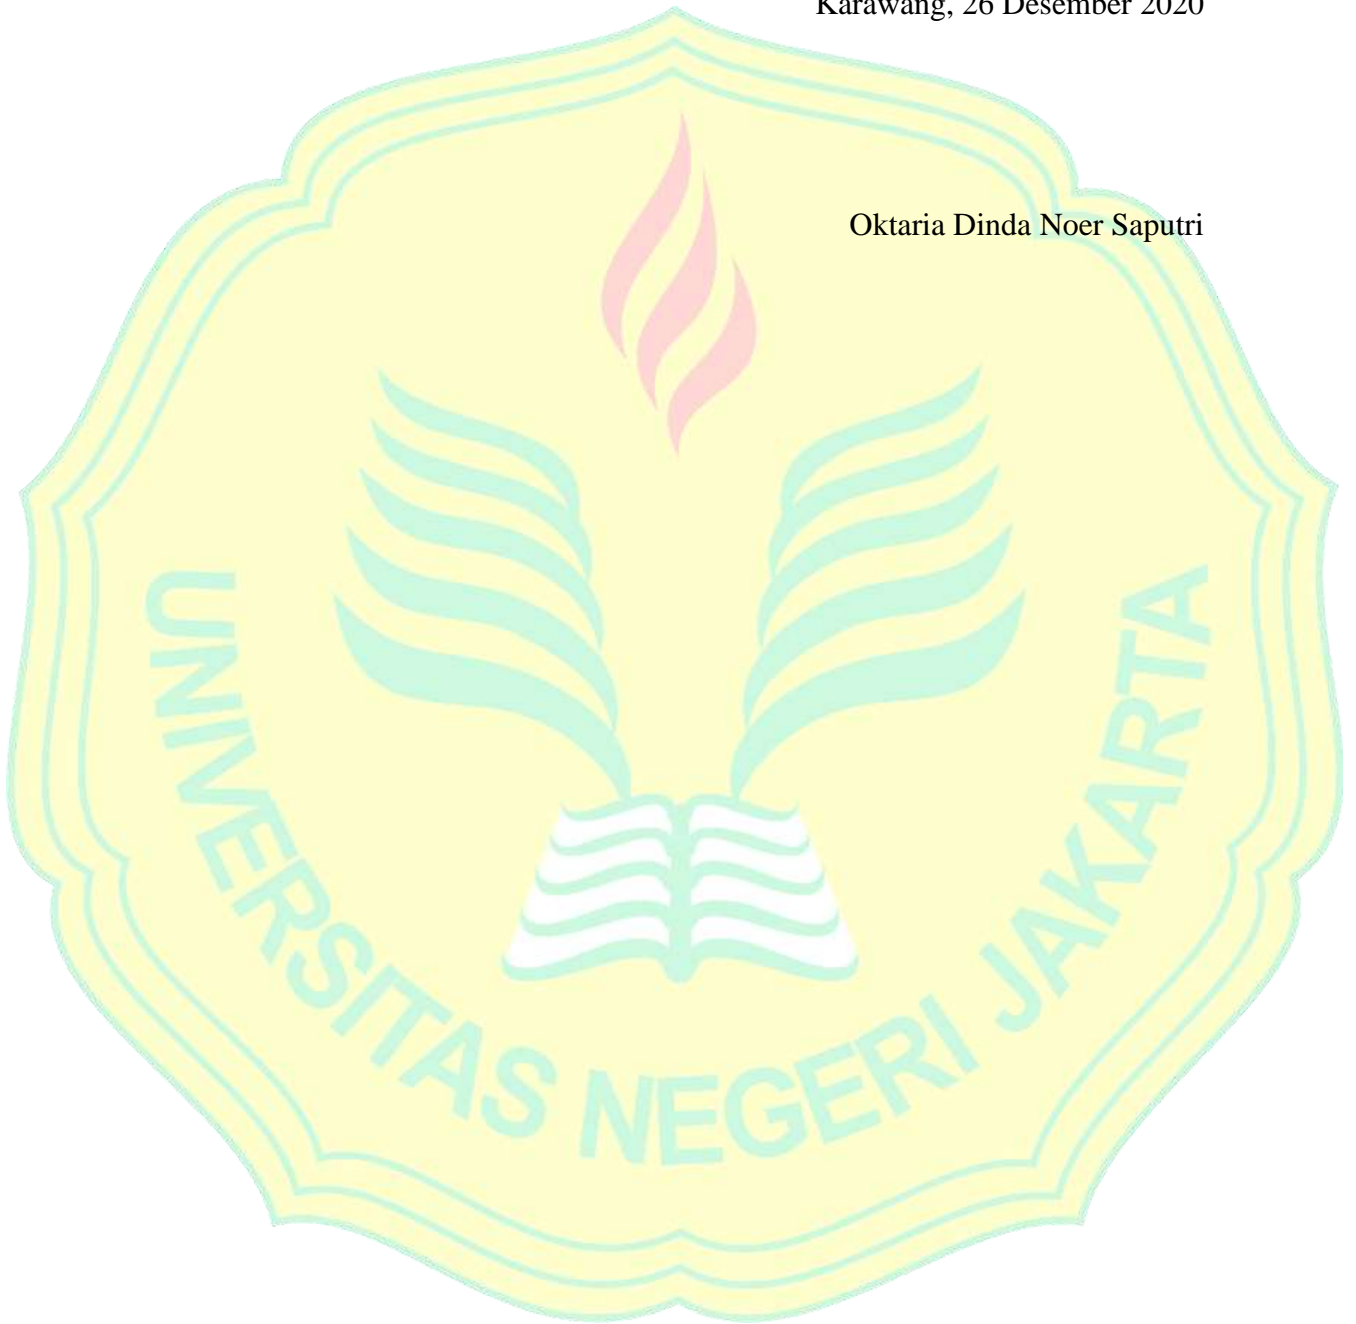 Karawang, 26 Desember 2020
Oktaria Dinda Noer Saputri
UNIVERSITAS NEGERI JAKARTA